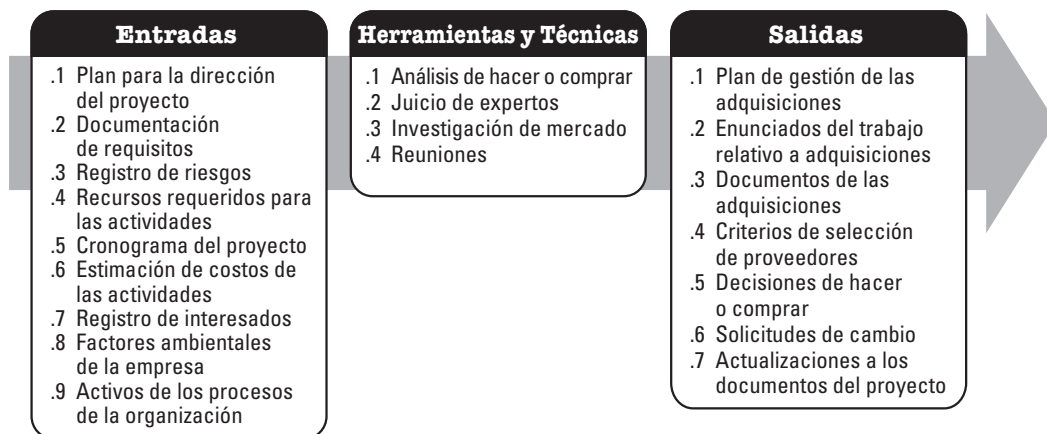 Entradas
.1 Plan para la dirección
del proyecto
.2 Documentación
de requisitos
.3 Registro de riesgos
.4 Recursos requeridos para
las actividades
.5 Cronograma del proyecto
.6 Estimación de costos de
las actividades
.7 Registro de interesados
.8 Factores ambientales
de la empresa
.9 Activos de los procesos
de la organización
Herramientas y Técnicas
.1 Análisis de hacer o comprar
.2 Juicio de expertos
.3 Investigación de mercado
.4 Reuniones
Salidas
.1 Plan de gestión de las
adquisiciones
.2 Enunciados del trabajo
relativo a adquisiciones
.3 Documentos de las
adquisiciones
.4 Criterios de selección
de proveedores
.5 Decisiones de hacer
o comprar
.6 Solicitudes de cambio
.7 Actualizaciones a los
documentos del proyecto